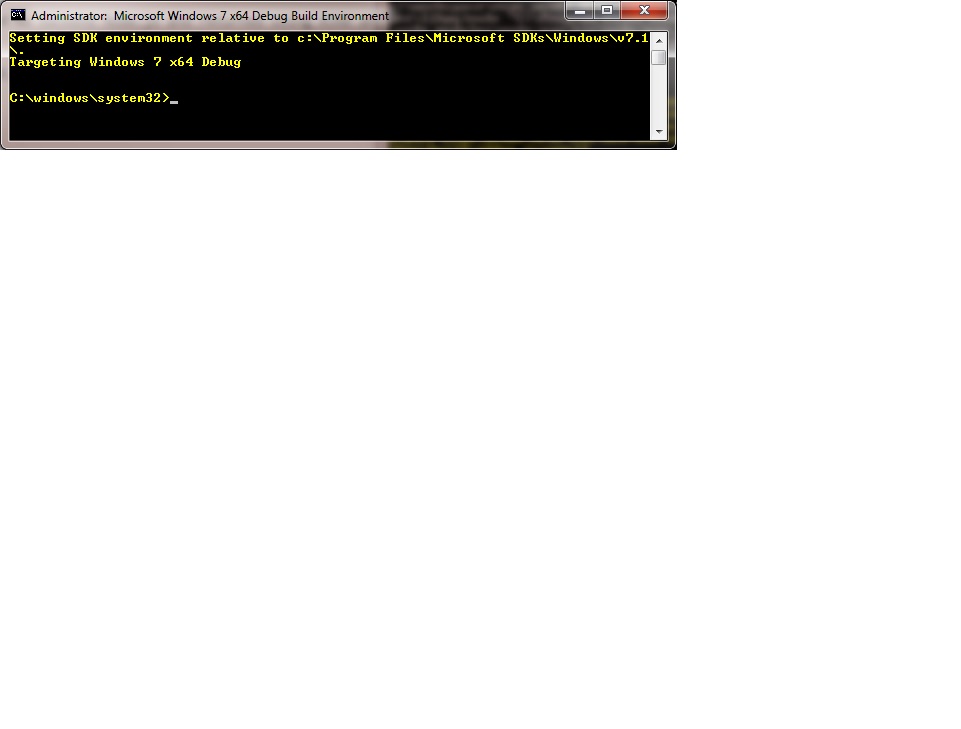 Administrator:  Microsoft Windows 7 x64 Debug Build Environment
Setting SDK environment relative to c:\Program Files\Microsoft SDKs\Windows\v7.1
\.
Targeting Windows 7 x64 Debug
C:\windows\system32>_